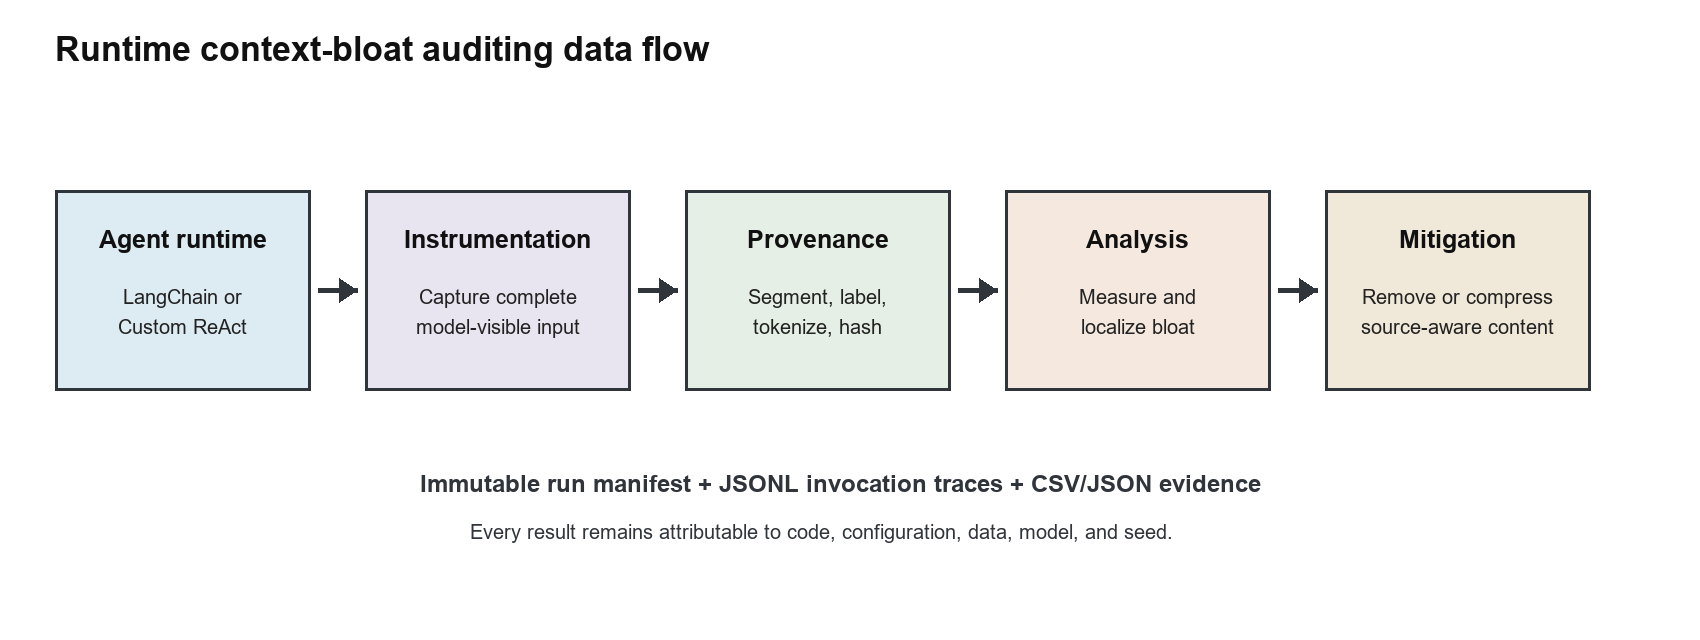 Runtime context-bloat auditing data flow
Agent runtime
LangChain or
Custom ReAct
Instrumentation
Capture complete
model-visible input
Provenance
Segment, label,
tokenize, hash
Analysis
Measure and
localize bloat
Mitigation
Remove or compress
source-aware content
Immutable run manifest + JSONL invocation traces + CSV/JSON evidence
Every result remains attributable to code, configuration, data, model, and seed.